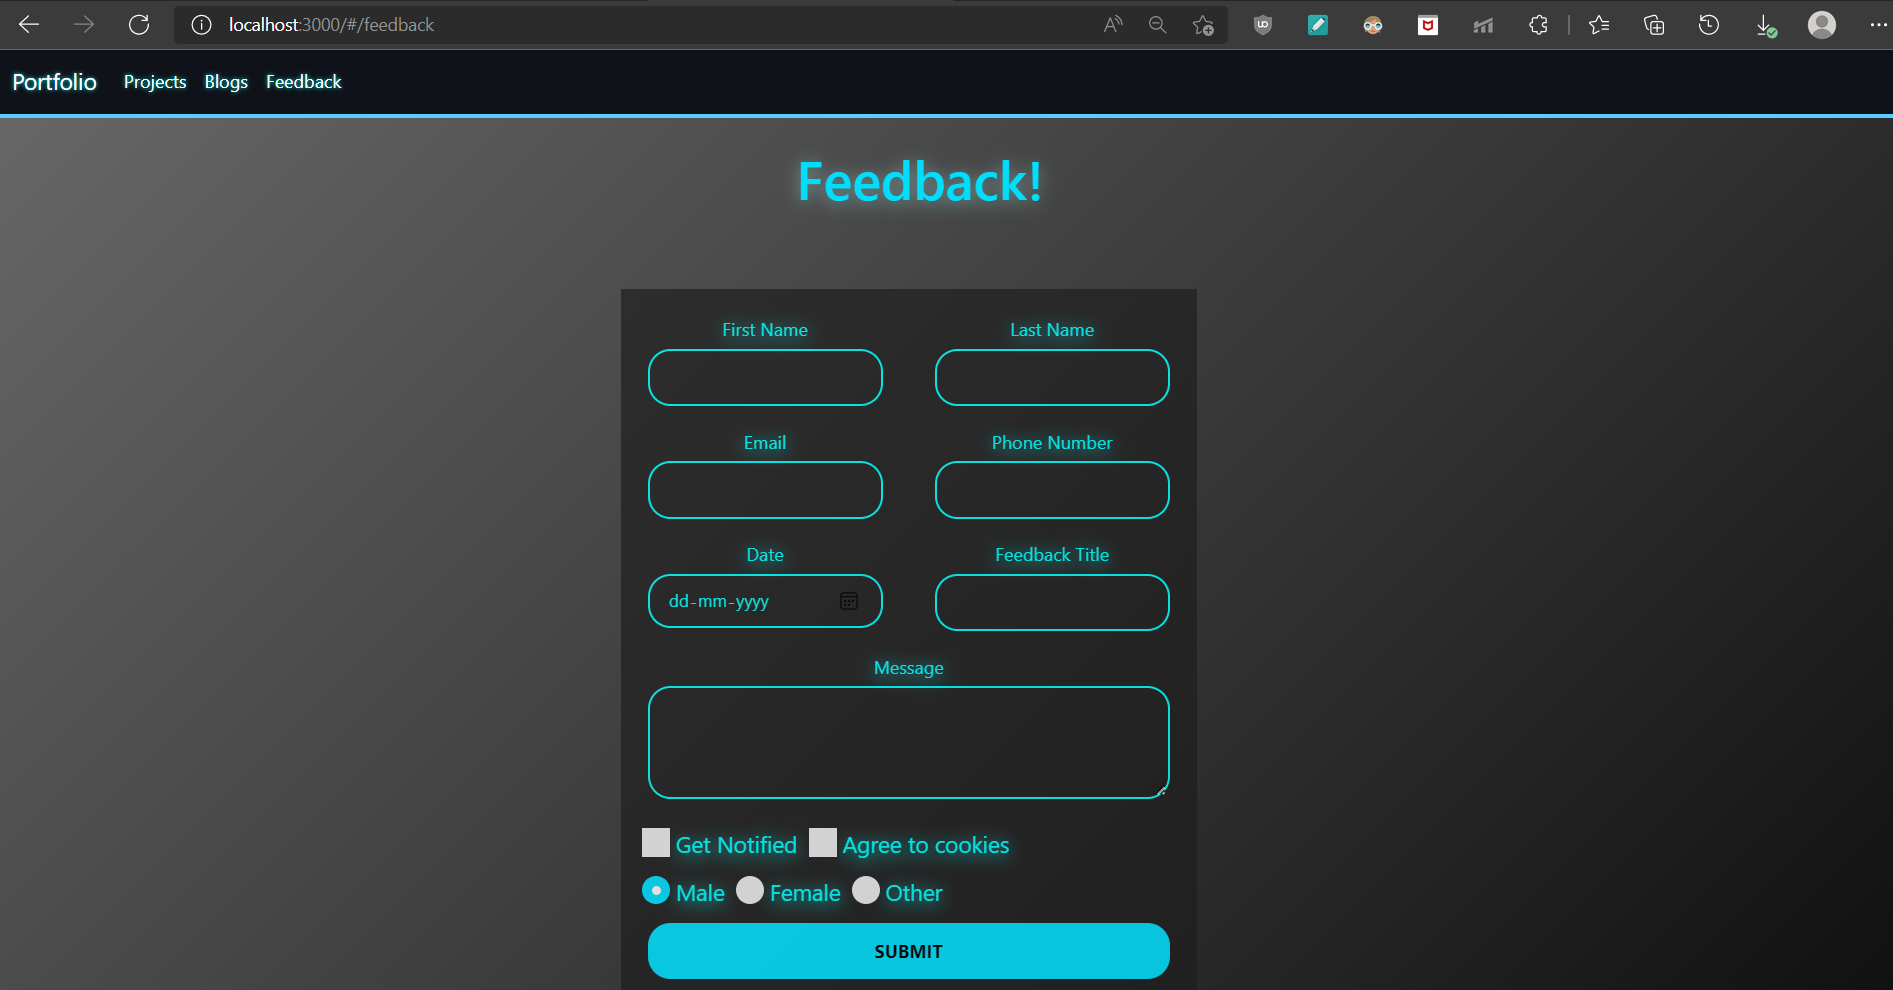 localhost:3000/#/feedback
Portfolio Projects Blogs Feedback
Feedback!
First Name Last Name
Email Phone Number
Date Feedback Title
dd-mm-yyyy
Message
Get Notified Agree to cookies
Male Female Other
SUBMIT